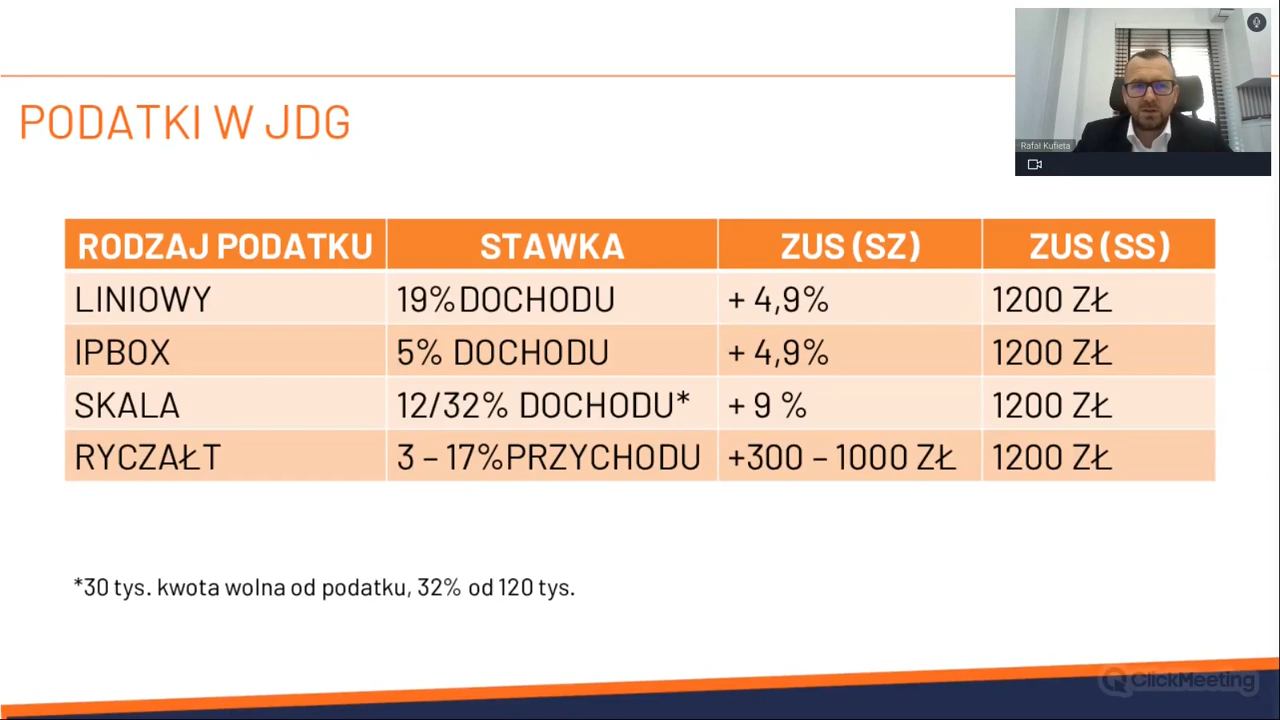 Rafał Kufieta
PODATKI W JDG
RODZAJ PODATKU STAWKA ZUS (SZ) ZUS (SS)
LINIOWY 19%DOCHODU + 4,9% 1200 ZŁ
IPBOX 5% DOCHODU + 4,9% 1200 ZŁ
SKALA 12/32% DOCHODU* + 9 % 1200 ZŁ
RYCZAŁT 3 – 17%PRZYCHODU +300 – 1000 ZŁ 1200 ZŁ
*30 tys. kwota wolna od podatku, 32% od 120 tys.
ClickMeeting